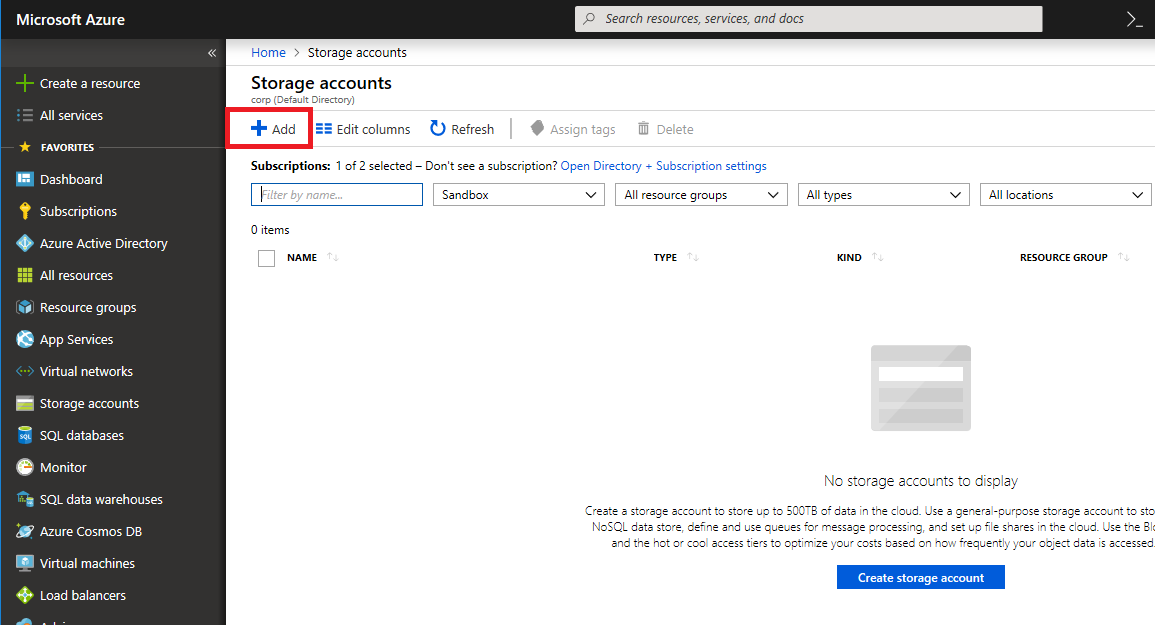 Microsoft Azure
Search resources, services, and docs
Create a resource
All services
FAVORITES
Dashboard
Subscriptions
Azure Active Directory
All resources
Resource groups
App Services
Virtual networks
Storage accounts
SQL databases
Monitor
SQL data warehouses
Azure Cosmos DB
Virtual machines
Load balancers
Home > Storage accounts
Storage accounts
corp (Default Directory)
Add Edit columns Refresh Assign tags Delete
Subscriptions: 1 of 2 selected – Don't see a subscription? Open Directory + Subscription settings
Filter by name... Sandbox All resource groups All types All locations
0 items
NAME TYPE KIND RESOURCE GROUP
No storage accounts to display
Create a storage account to store up to 500TB of data in the cloud. Use a general-purpose storage account to sto
NoSQL data store, define and use queues for message processing, and set up file shares in the cloud. Use the Bl
and the hot or cool access tiers to optimize your costs based on how frequently your object data is accessed.
Create storage account